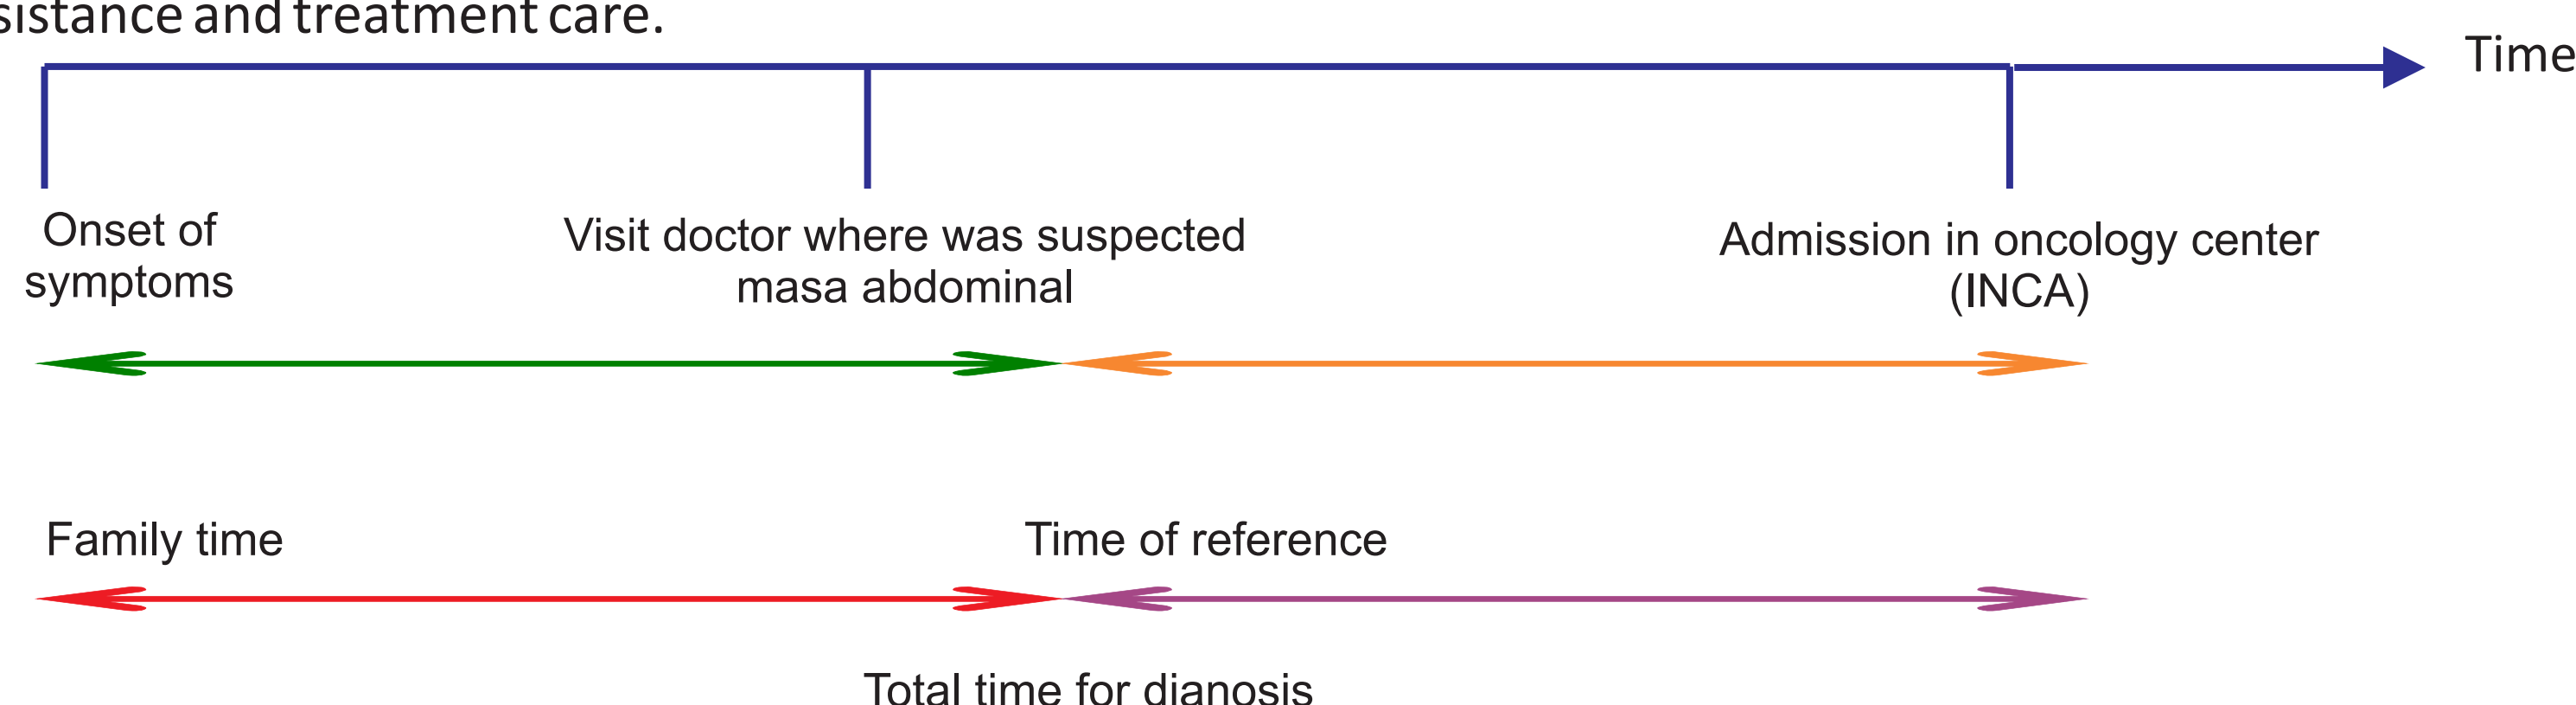 sistance and treatment care.
Time
Onset of
symptoms
Visit doctor where was suspected
masa abdominal
Admission in oncology center
(INCA)
Family time
Time of reference
Total time for dianosis